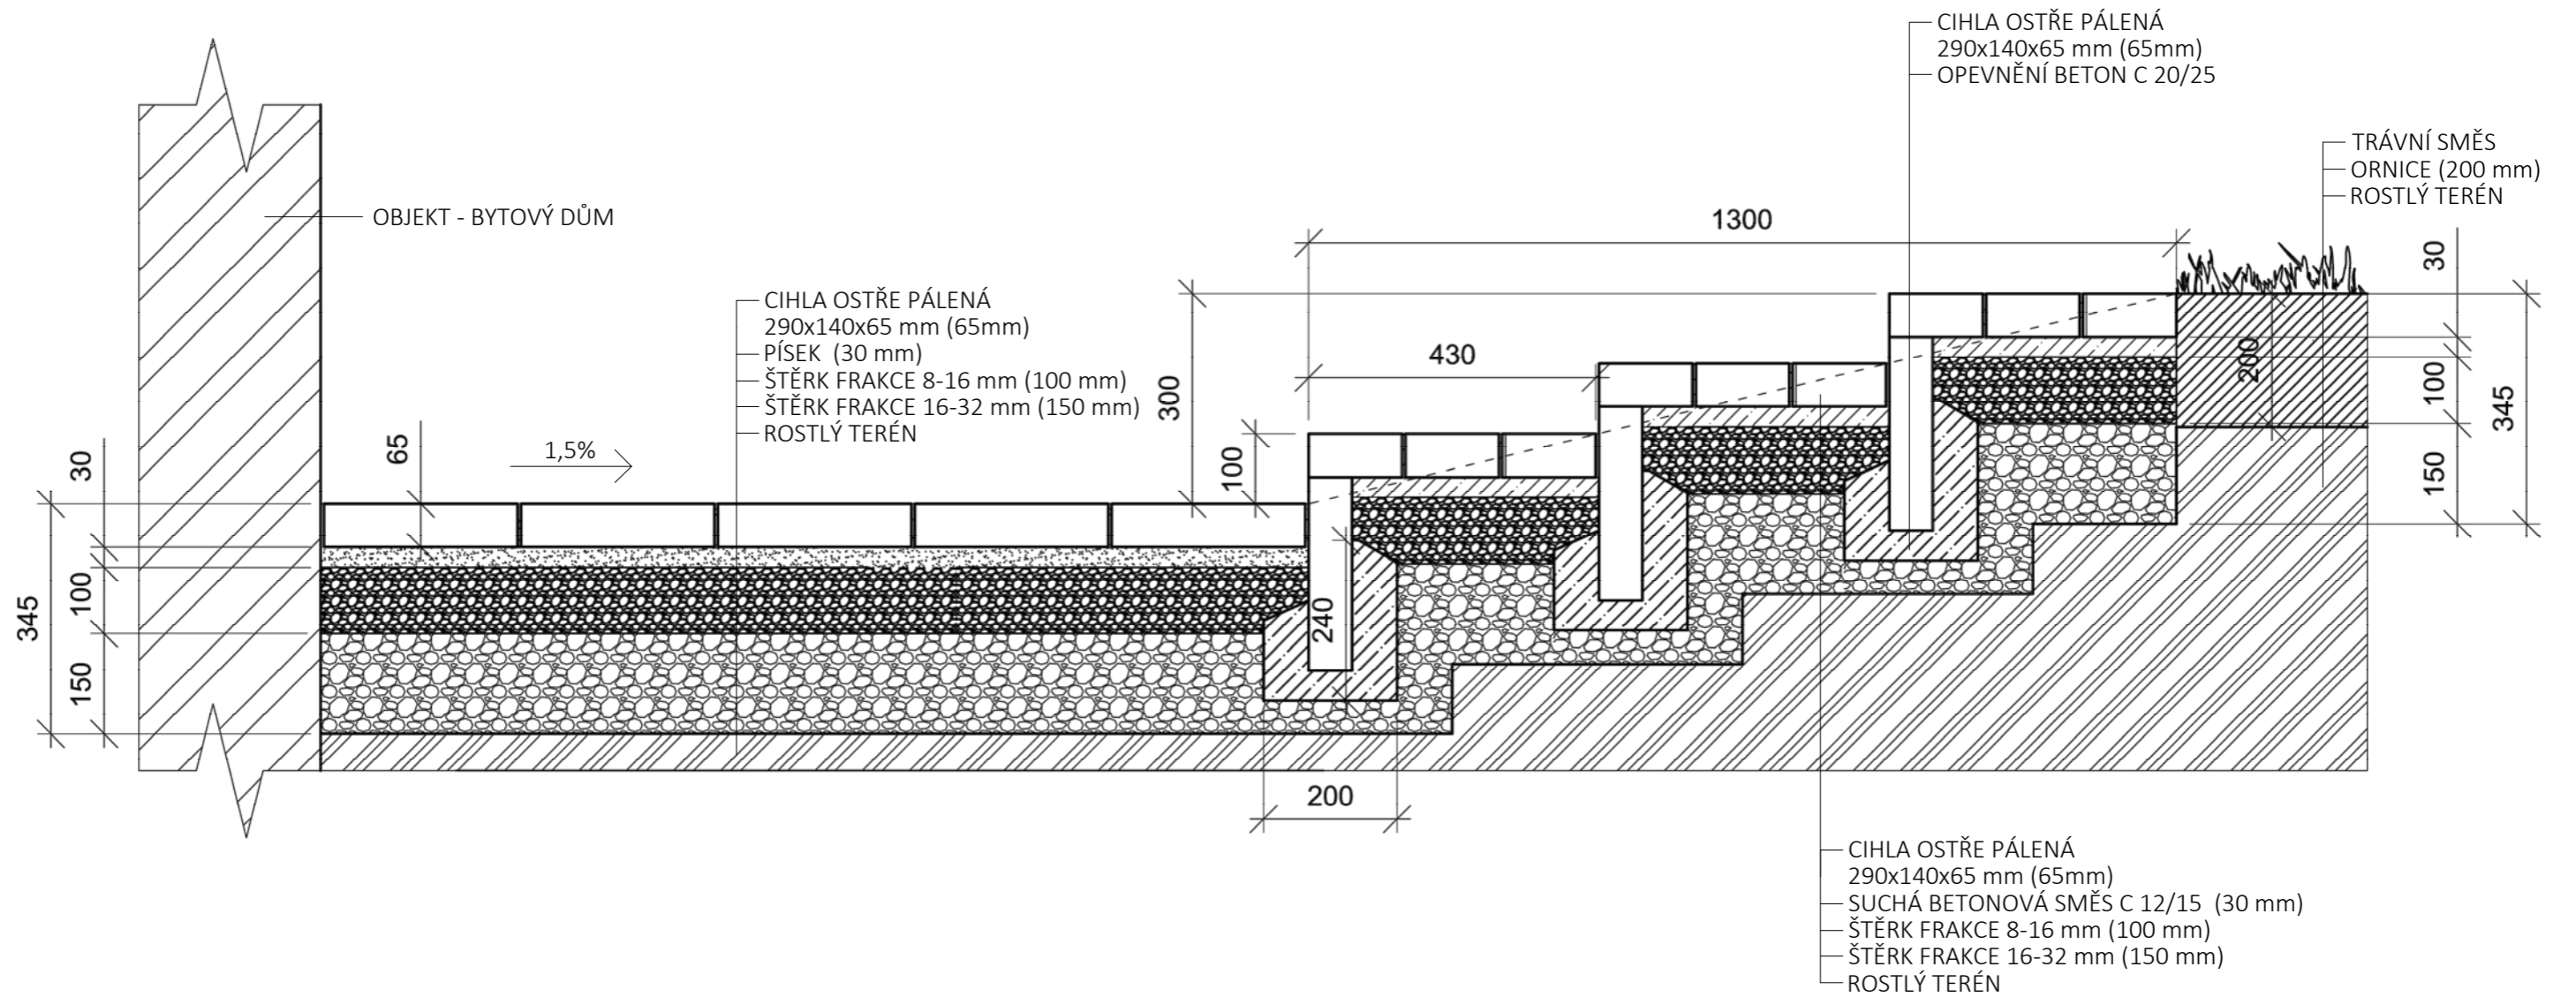 CIHLA OSTŘE PÁLENÁ
290x140x65 mm (65mm)
OPEVNĚNÍ BETON C 20/25
TRÁVNÍ SMĚS
ORNICE (200 mm)
ROSTLÝ TERÉN
OBJEKT - BYTOVÝ DŮM
1300
30
CIHLA OSTŘE PÁLENÁ
290x140x65 mm (65mm)
PÍSEK (30 mm)
ŠTĚRK FRAKCE 8-16 mm (100 mm)
ŠTĚRK FRAKCE 16-32 mm (150 mm)
ROSTLÝ TERÉN
430
300
200
100
345
150
30
65
1,5%
100
345
100
150
240
200
CIHLA OSTŘE PÁLENÁ
290x140x65 mm (65mm)
SUCHÁ BETONOVÁ SMĚS C 12/15 (30 mm)
ŠTĚRK FRAKCE 8-16 mm (100 mm)
ŠTĚRK FRAKCE 16-32 mm (150 mm)
ROSTLÝ TERÉN